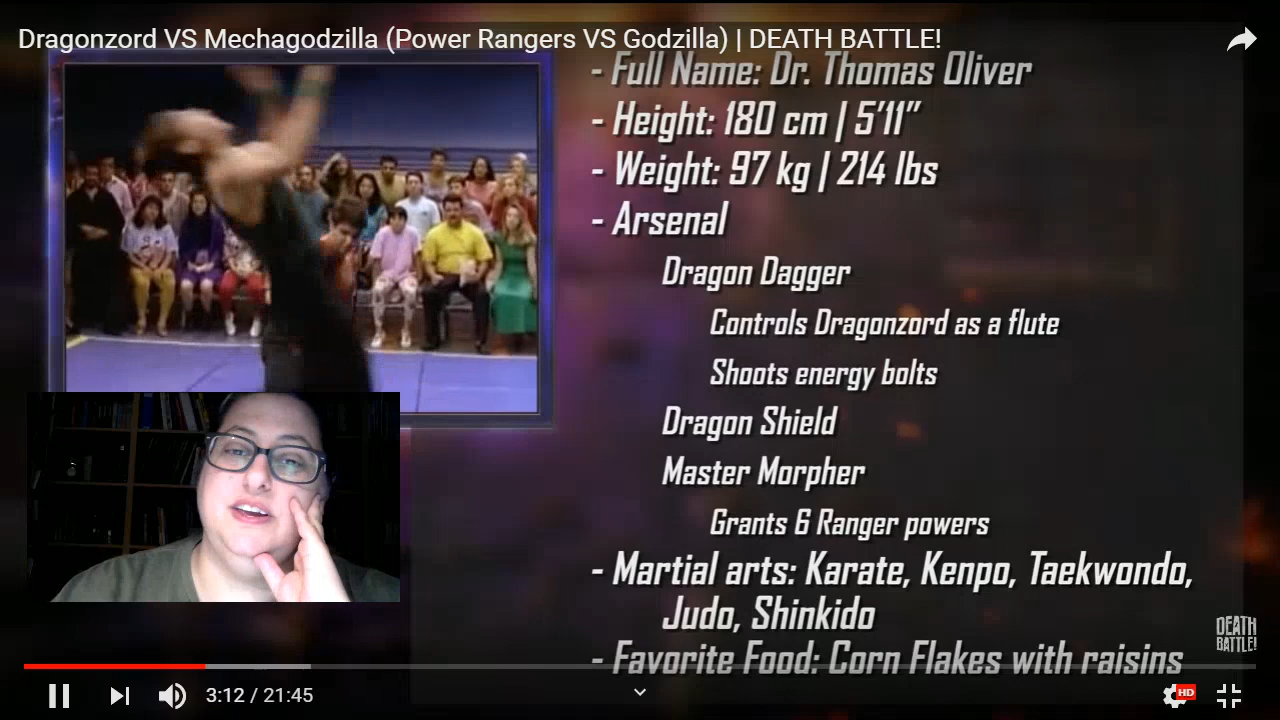 Dragonzord VS Mechagodzilla (Power Rangers VS Godzilla) | DEATH BATTLE!
- Full Name: Dr. Thomas Oliver
- Height: 180 cm | 5'11"
- Weight: 97 kg | 214 lbs
- Arsenal
Dragon Dagger
Controls Dragonzord as a flute
Shoots energy bolts
Dragon Shield
Master Morpher
Grants 6 Ranger powers
- Martial arts: Karate, Kenpo, Taekwondo,
Judo, Shinkido
- Favorite Food: Corn Flakes with raisins
DEATH
BATTLE!
3:12 / 21:45
HD